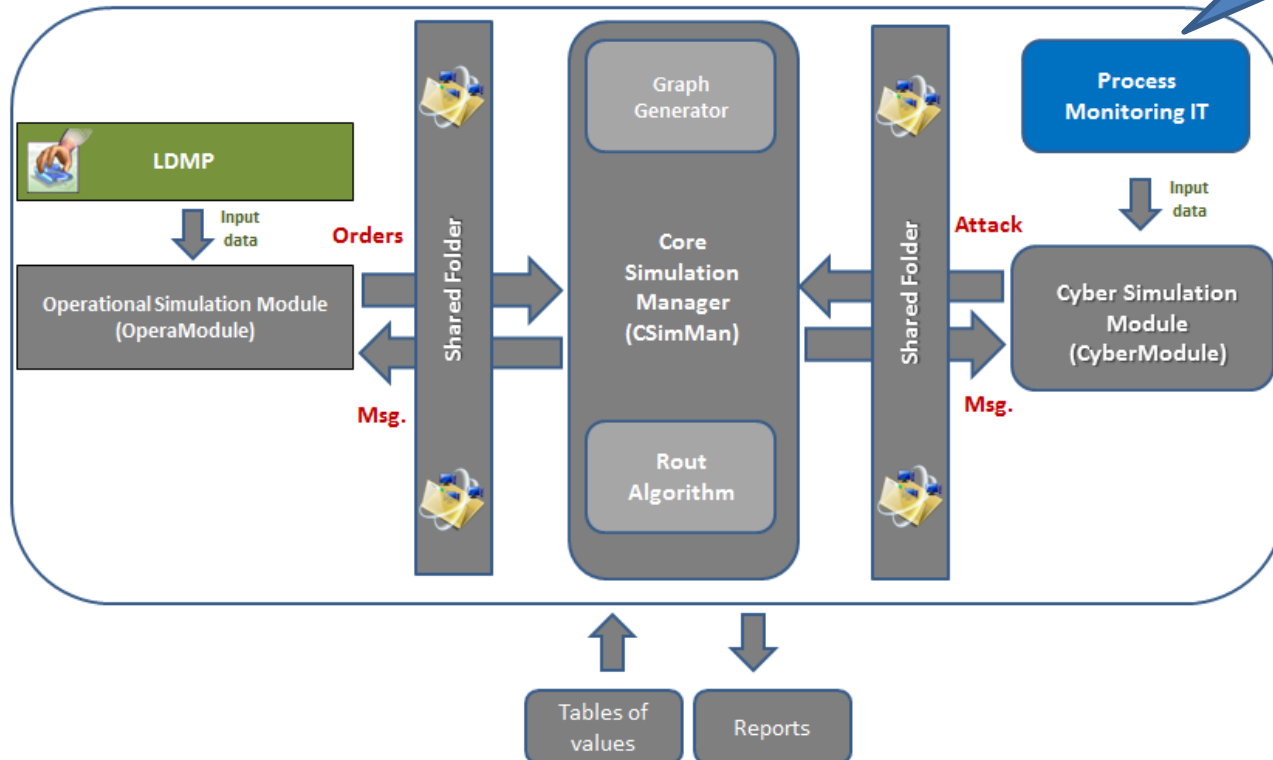 LDMP
Input
data
Operational Simulation Module
(OperaModule)
Orders
Msg.
Shared Folder
Graph
Generator
Core
Simulation
Manager
(CSimMan)
Rout
Algorithm
Shared Folder
Attack
Msg.
Process
Monitoring IT
Input
data
Cyber Simulation
Module
(CyberModule)
Tables of
values
Reports